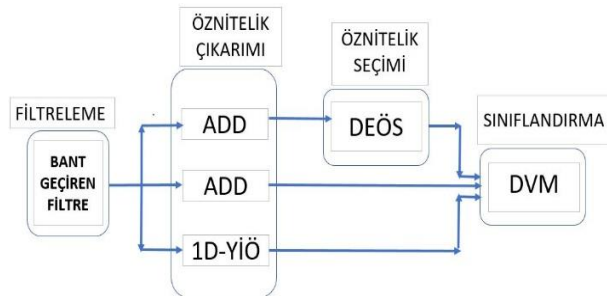 FİLTRELEME
BANT
GEÇİREN
FİLTRE
ÖZNİTELİK
ÇIKARIMI
ADD
ADD
1D-YİÖ
ÖZNİTELİK
SEÇİMİ
DEÖS
SINIFLANDIRMA
DVM